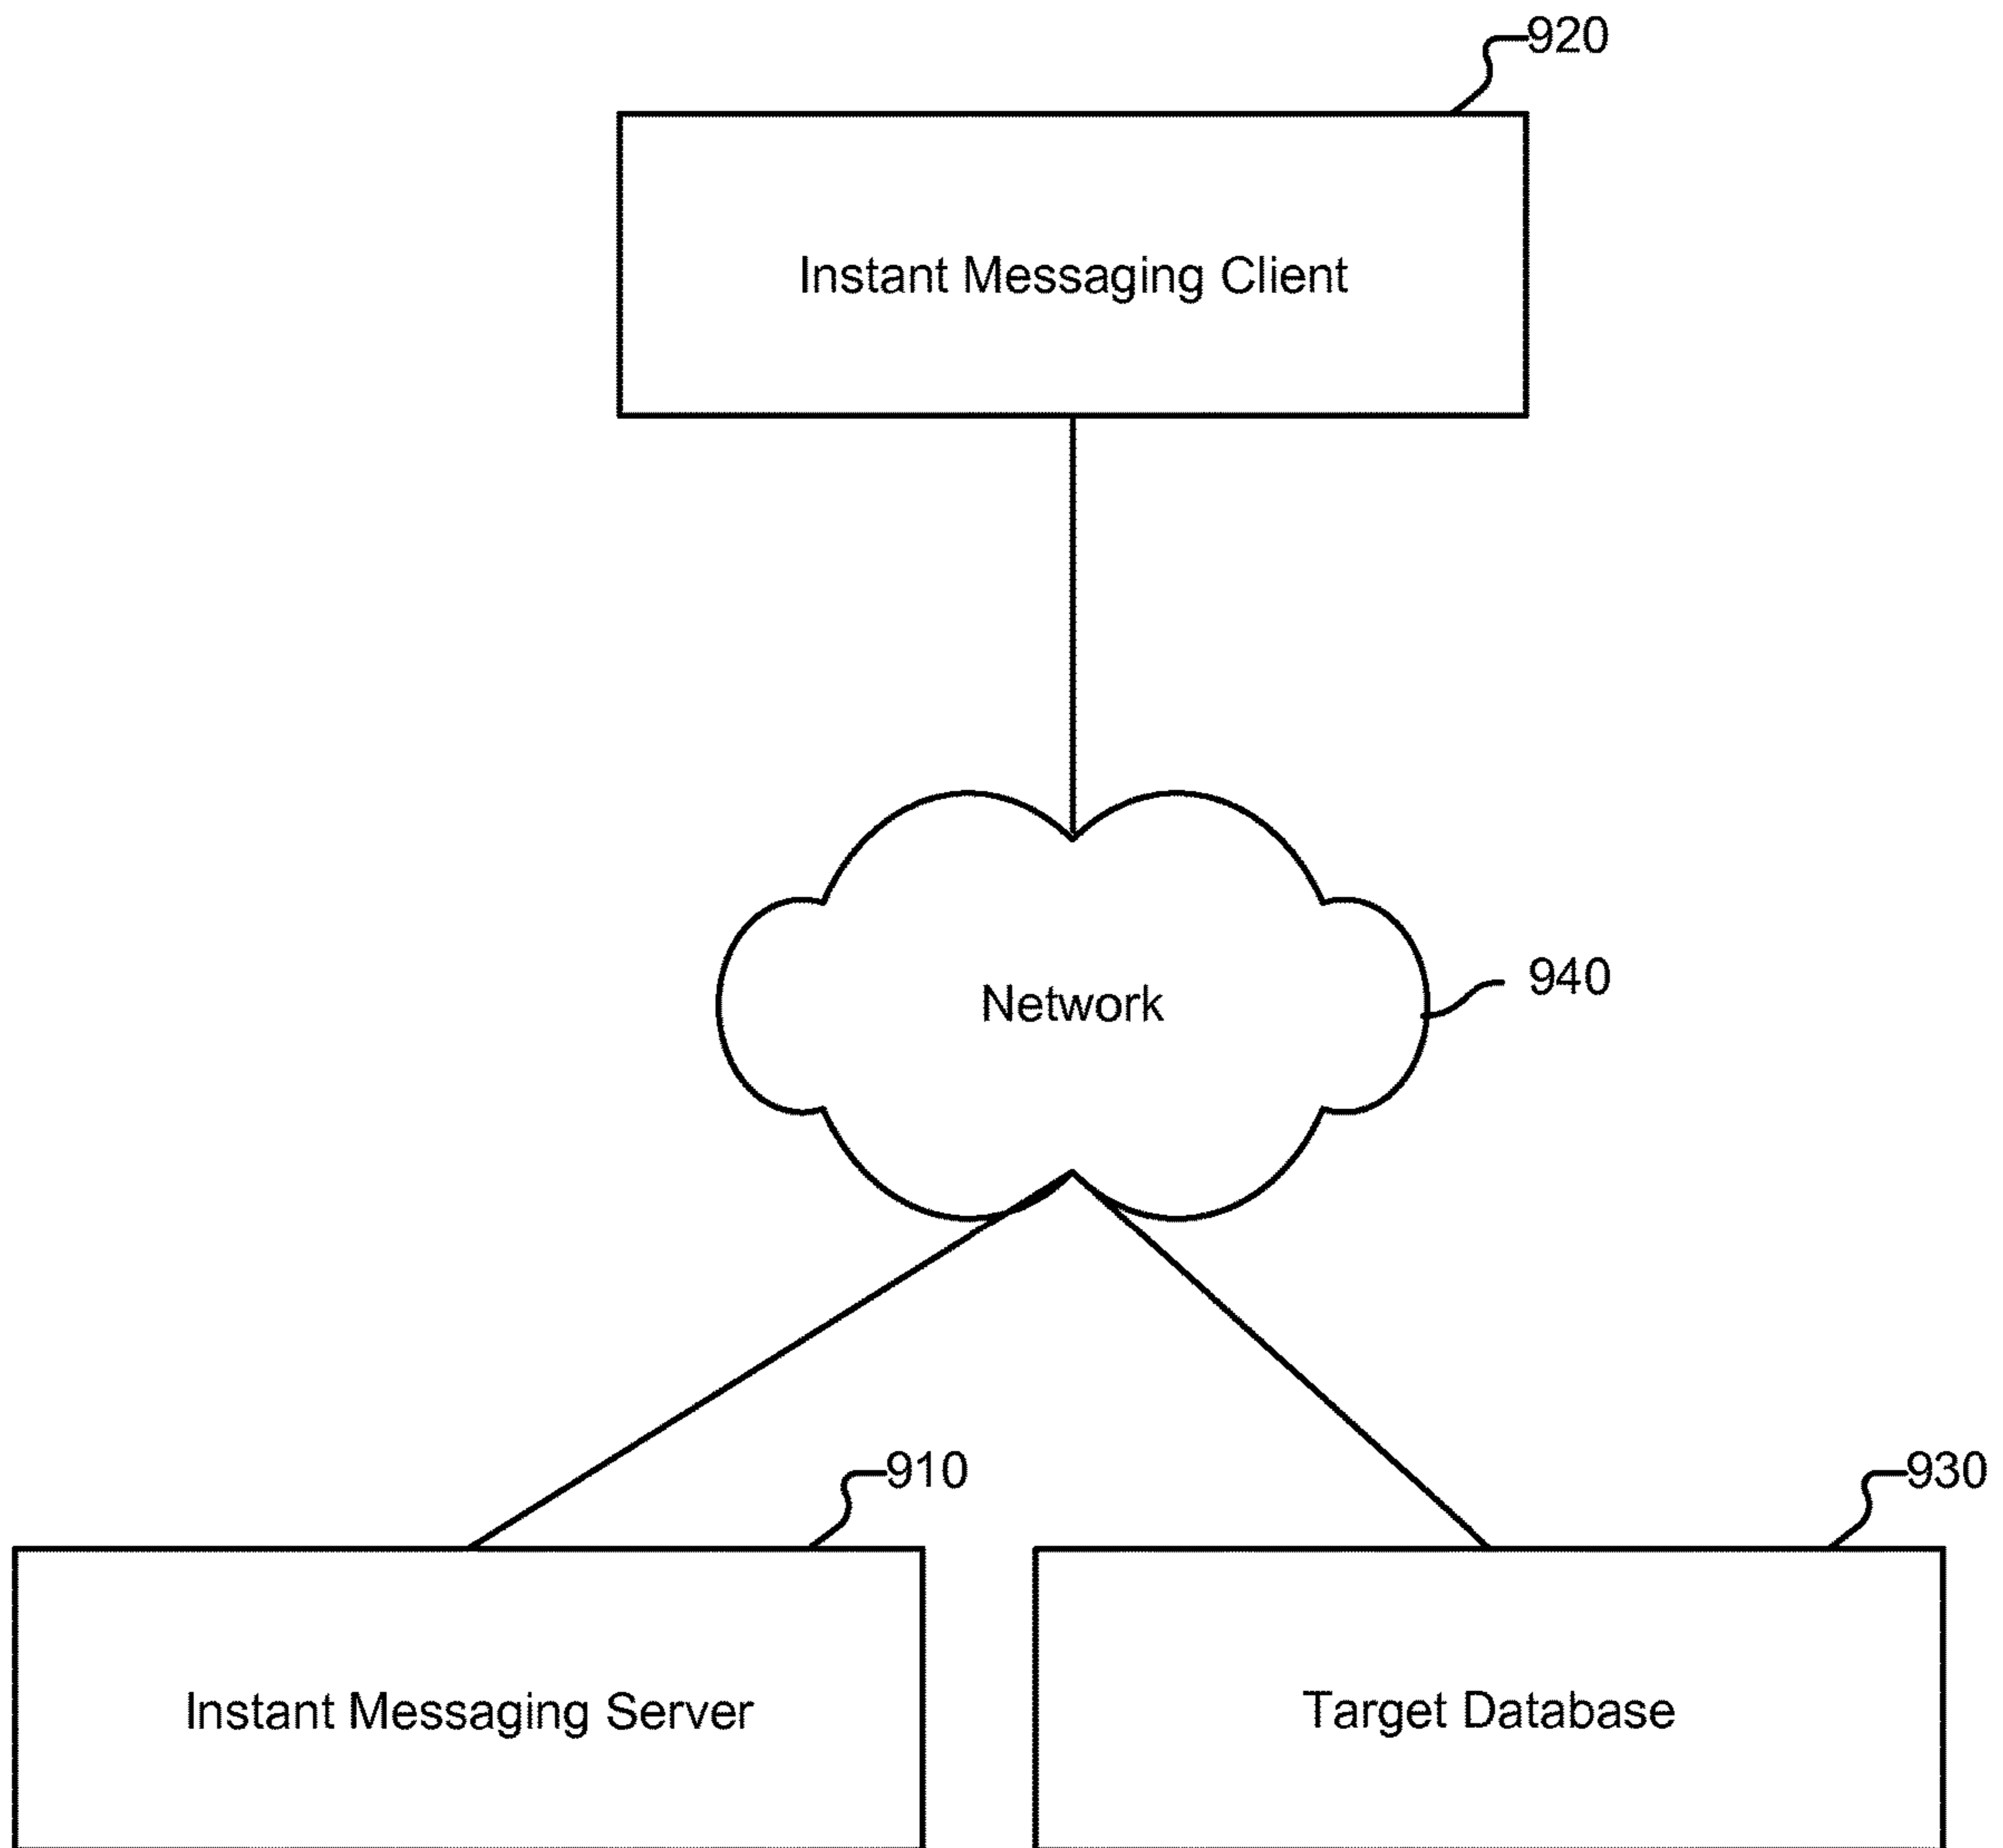 920
Instant Messaging Client
Network
940
910
930
Instant Messaging Server
Target Database